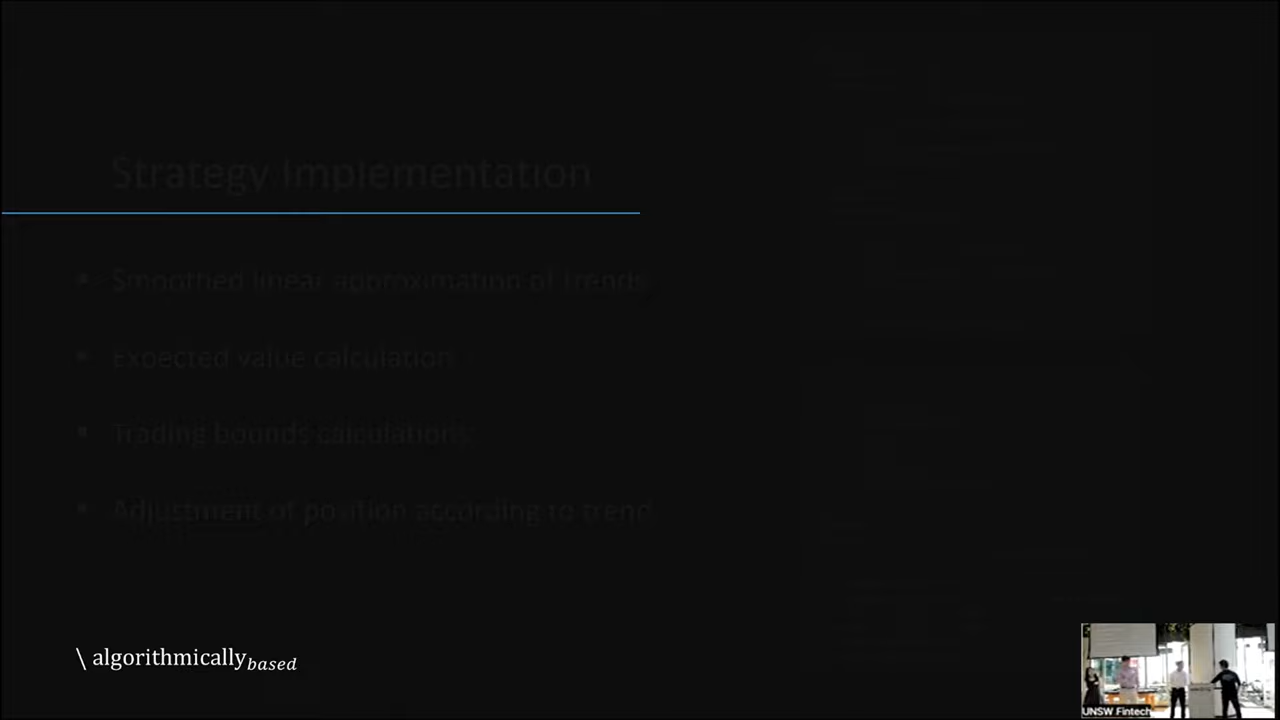 Strategy Implementation
Smoothed linear approximation of trends
Expected value calculation
Trading bounds calculations
Adjustment of position according to trend
\ algorithmically based
UNSW Fintech